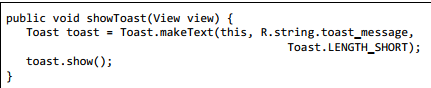 public void showToast(View view) {
   Toast toast = Toast.makeText(this, R.string.toast_message,
                                       Toast.LENGTH_SHORT);
   toast.show();
}